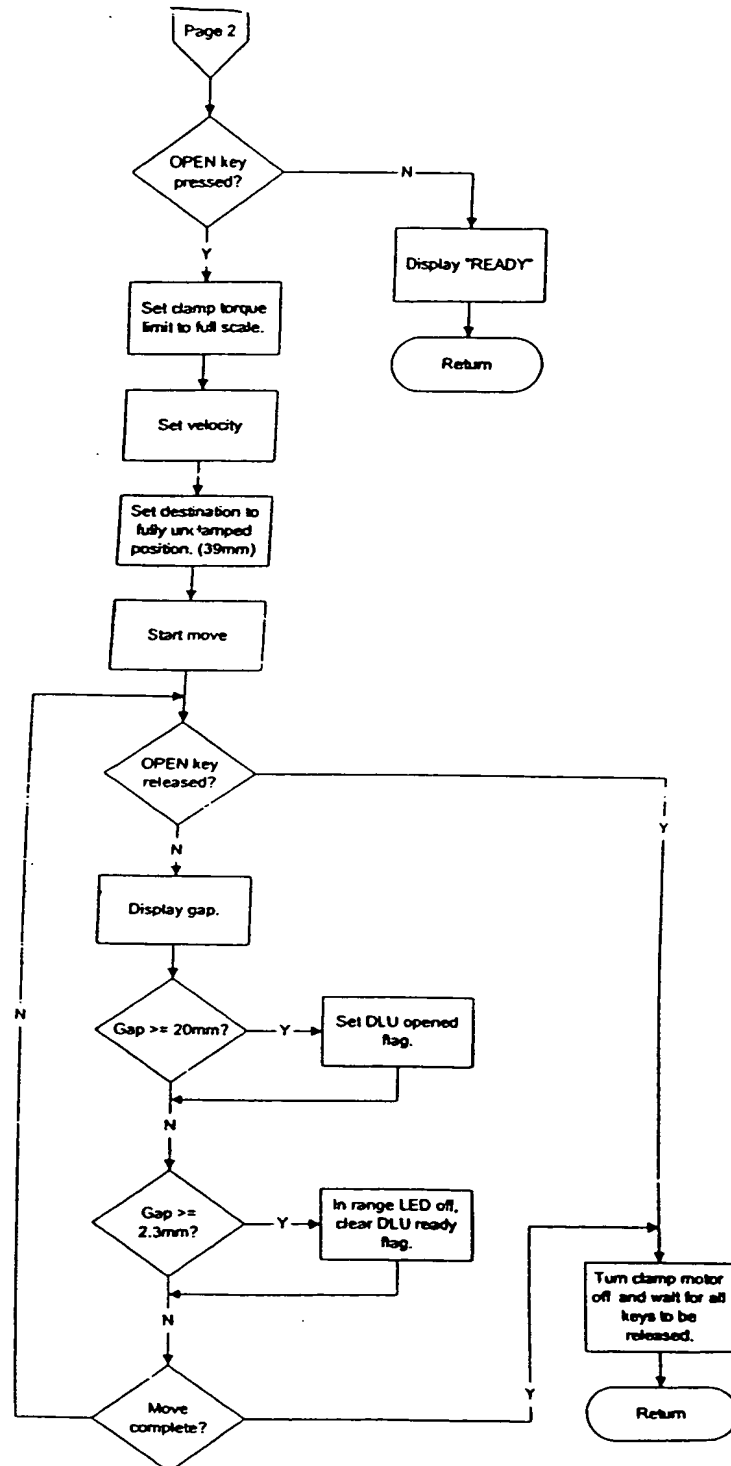 Page 2
OPEN key
pressed?
N
Y
Display "READY"
Return
Set clamp torque
limit to full scale.
Set velocity
Set destination to
fully unclamped
position. (39mm)
Start move
OPEN key
released?
Y
N
Display gap.
N
Gap >= 20mm?
Y
Set DLU opened
flag.
N
Gap >=
2.3mm?
Y
In range LED off,
clear DLU ready
flag.
N
Turn clamp motor
off and wait for all
keys to be
released.
Y
Move
complete?
Return